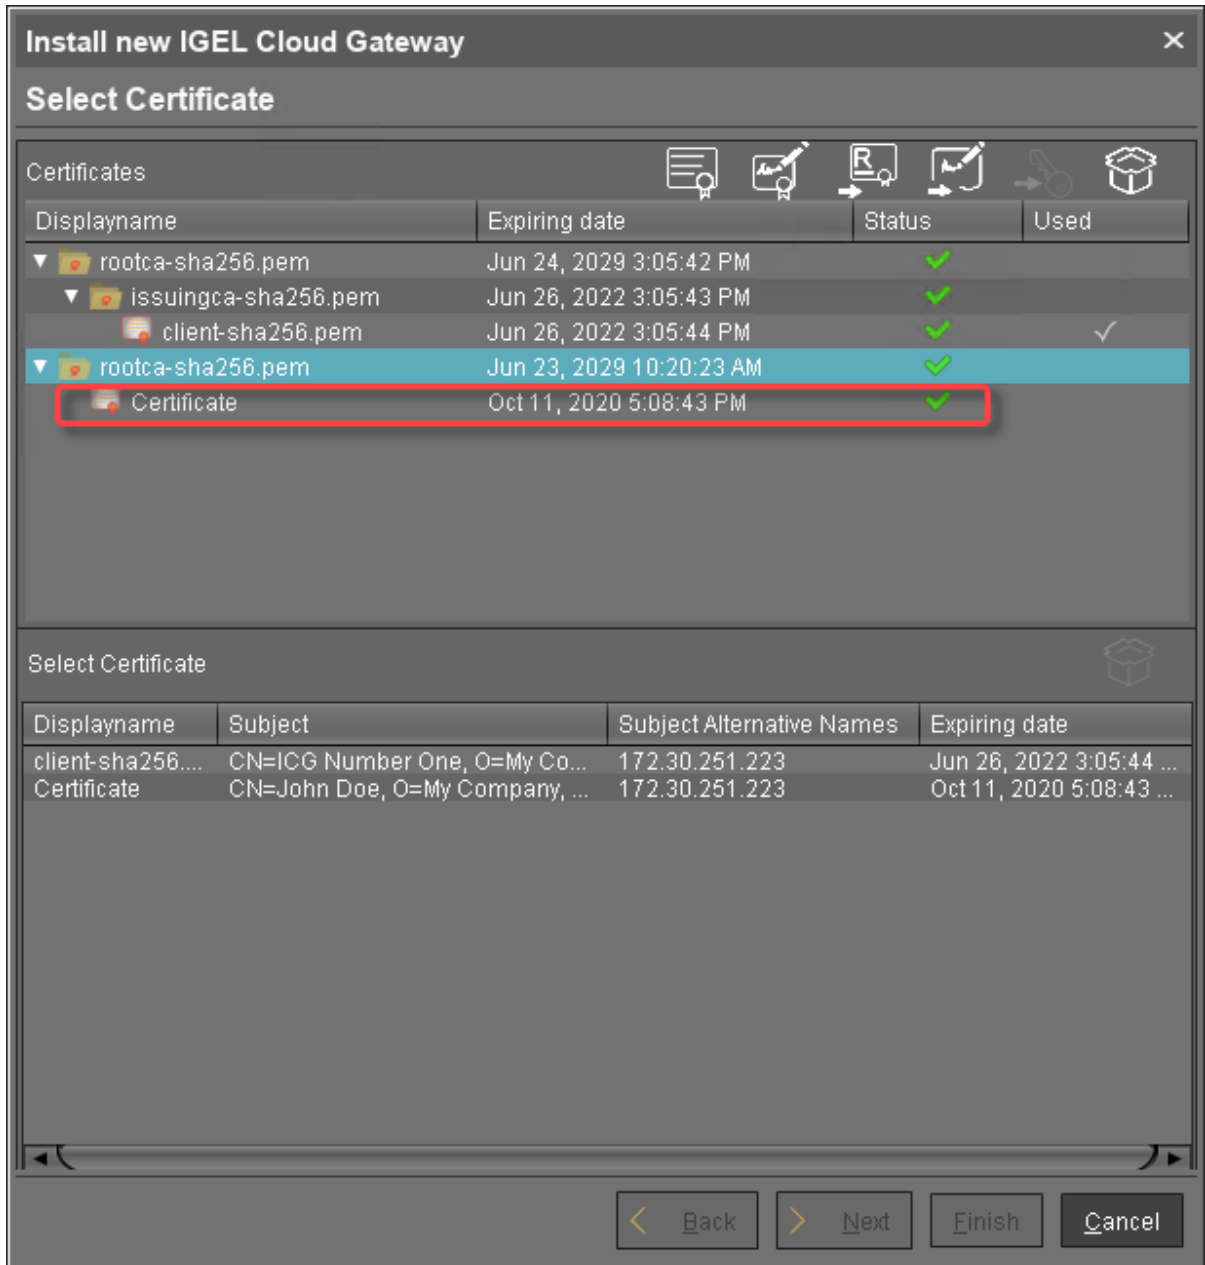 Install new IGEL Cloud Gateway
Select Certificate
Certificates
R
Displayname Expiring date Status Used
rootca-sha256.pem Jun 24, 2029 3:05:42 PM
issuingca-sha256.pem Jun 26, 2022 3:05:43 PM
client-sha256.pem Jun 26, 2022 3:05:44 PM
rootca-sha256.pem Jun 23, 2029 10:20:23 AM
Certificate Oct 11, 2020 5:08:43 PM
Select Certificate
Displayname Subject Subject Alternative Names Expiring date
client-sha256.... CN=ICG Number One, O=My Co... 172.30.251.223 Jun 26, 2022 3:05:44 ...
Certificate CN=John Doe, O=My Company, ... 172.30.251.223 Oct 11, 2020 5:08:43 ...
Back Next Finish Cancel